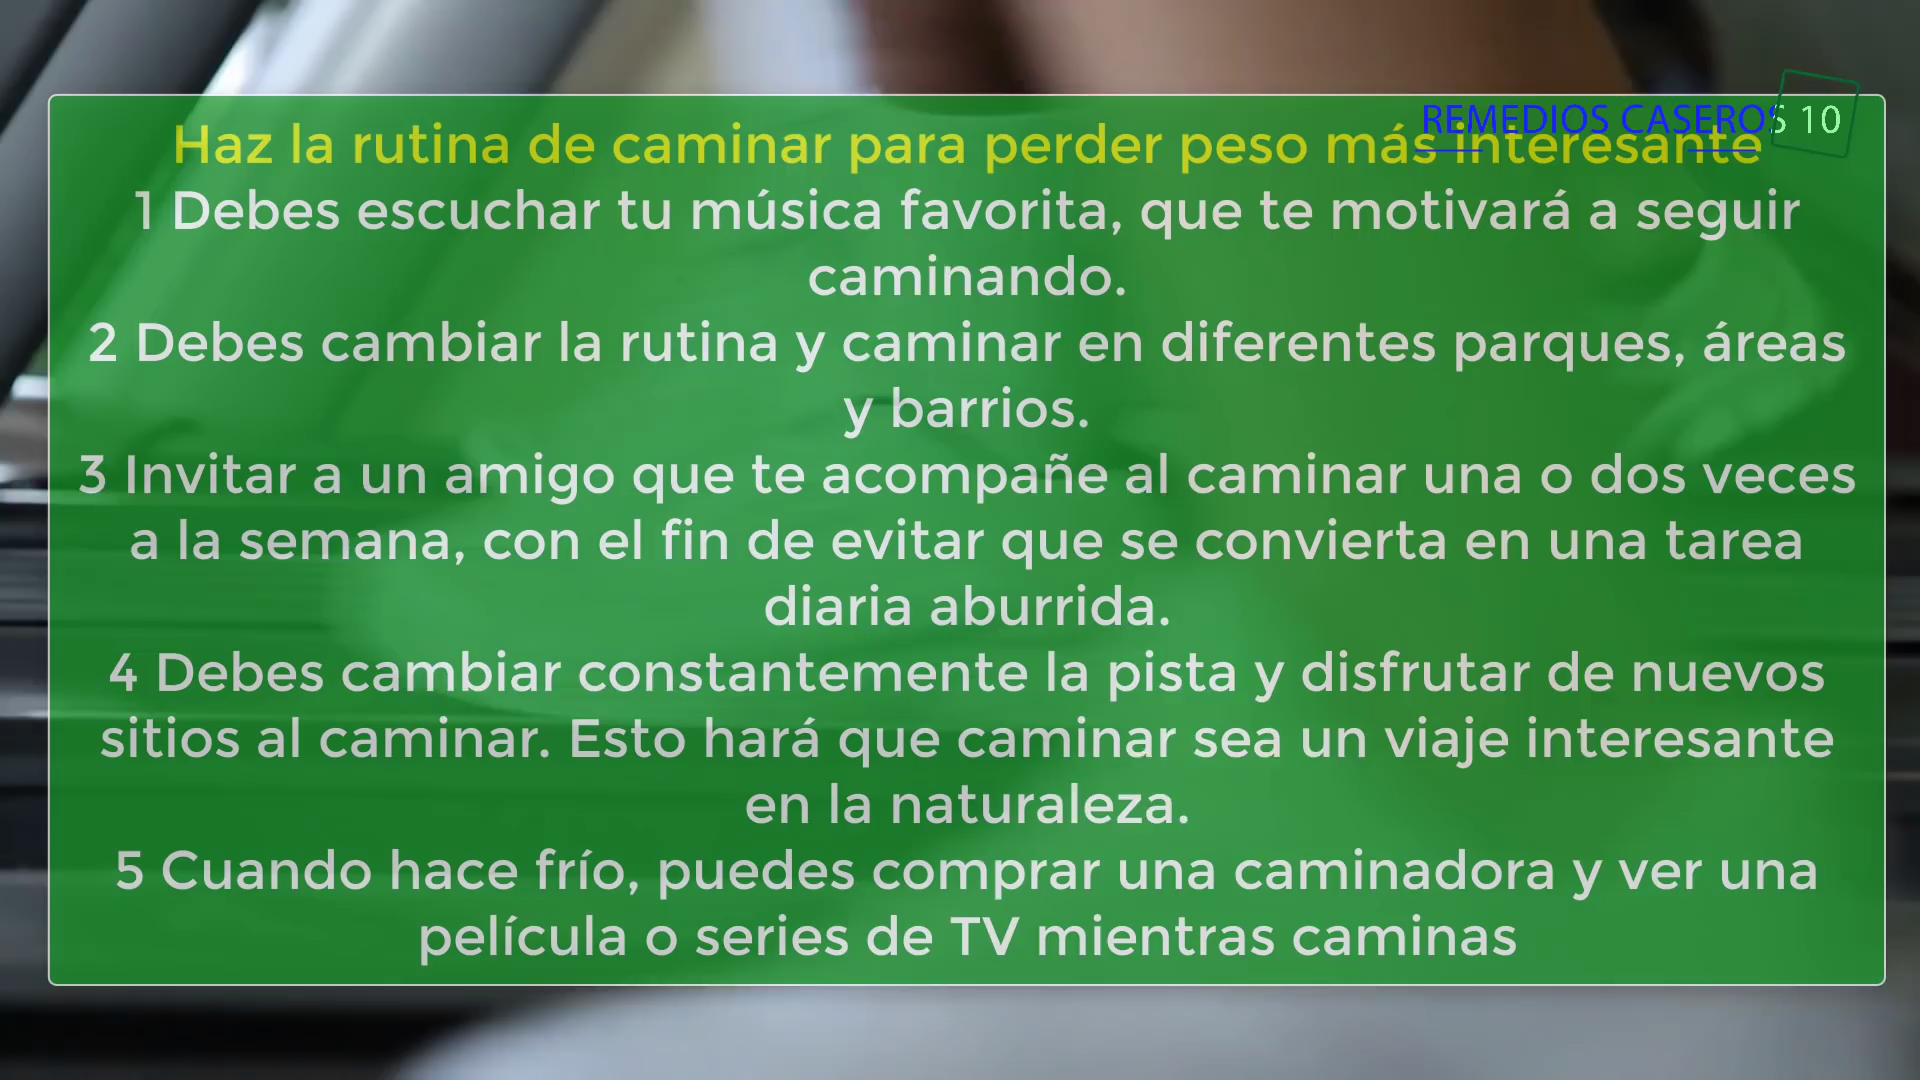 REMEDIOS CASEROS 10
Haz la rutina de caminar para perder peso más interesante
1 Debes escuchar tu música favorita, que te motivará a seguir
caminando.
2 Debes cambiar la rutina y caminar en diferentes parques, áreas
y barrios.
3 Invitar a un amigo que te acompañe al caminar una o dos veces
a la semana, con el fin de evitar que se convierta en una tarea
diaria aburrida.
4 Debes cambiar constantemente la pista y disfrutar de nuevos
sitios al caminar. Esto hará que caminar sea un viaje interesante
en la naturaleza.
5 Cuando hace frío, puedes comprar una caminadora y ver una
película o series de TV mientras caminas